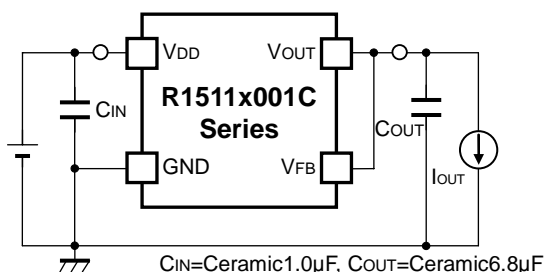 VDD VOUT
R1511x001C
Series
CIN
COUT
GND VFB
IOUT
CIN=Ceramic1.0µF, COUT=Ceramic6.8µF